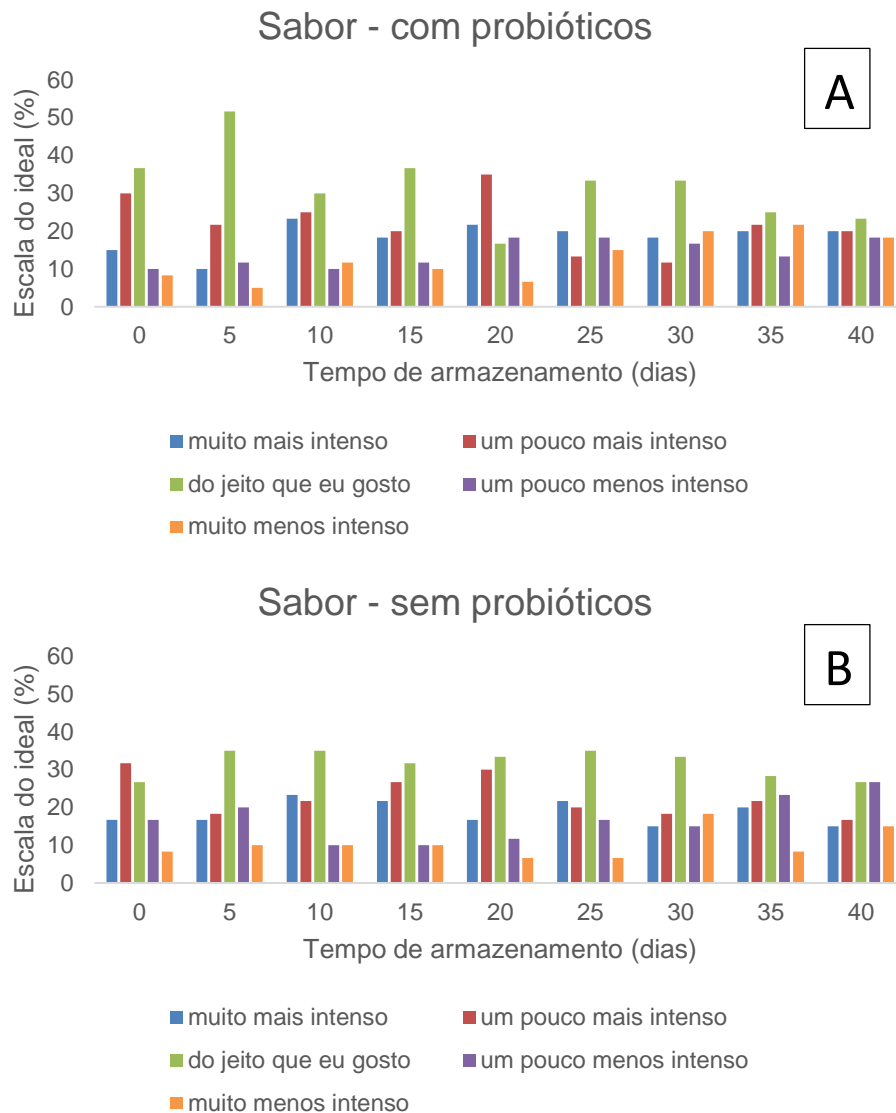 Sabor - com probióticos
A
Escala do ideal (%)
60
50
40
30
20
10
0
0 5 10 15 20 25 30 35 40
Tempo de armazenamento (dias)
muito mais intenso um pouco mais intenso
do jeito que eu gosto um pouco menos intenso
muito menos intenso
Sabor - sem probióticos
B
Escala do ideal (%)
60
50
40
30
20
10
0
0 5 10 15 20 25 30 35 40
Tempo de armazenamento (dias)
muito mais intenso um pouco mais intenso
do jeito que eu gosto um pouco menos intenso
muito menos intenso